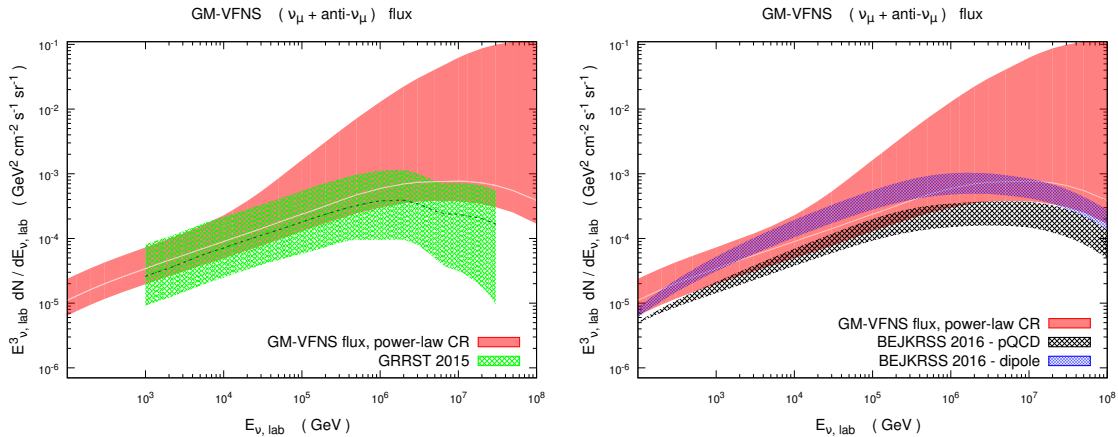 GM-VFNS ( ν_μ + anti-ν_μ ) flux
E^3_ν, lab dN / dE_ν, lab ( GeV^2 cm^-2 s^-1 sr^-1 )
10^-1
10^-2
10^-3
10^-4
10^-5
10^-6
GM-VFNS flux, power-law CR
GRRST 2015
10^3 10^4 10^5 10^6 10^7 10^8
E_ν, lab ( GeV )
GM-VFNS ( ν_μ + anti-ν_μ ) flux
E^3_ν, lab dN / dE_ν, lab ( GeV^2 cm^-2 s^-1 sr^-1 )
10^-1
10^-2
10^-3
10^-4
10^-5
10^-6
GM-VFNS flux, power-law CR
BEJKRSS 2016 - pQCD
BEJKRSS 2016 - dipole
10^3 10^4 10^5 10^6 10^7 10^8
E_ν, lab ( GeV )